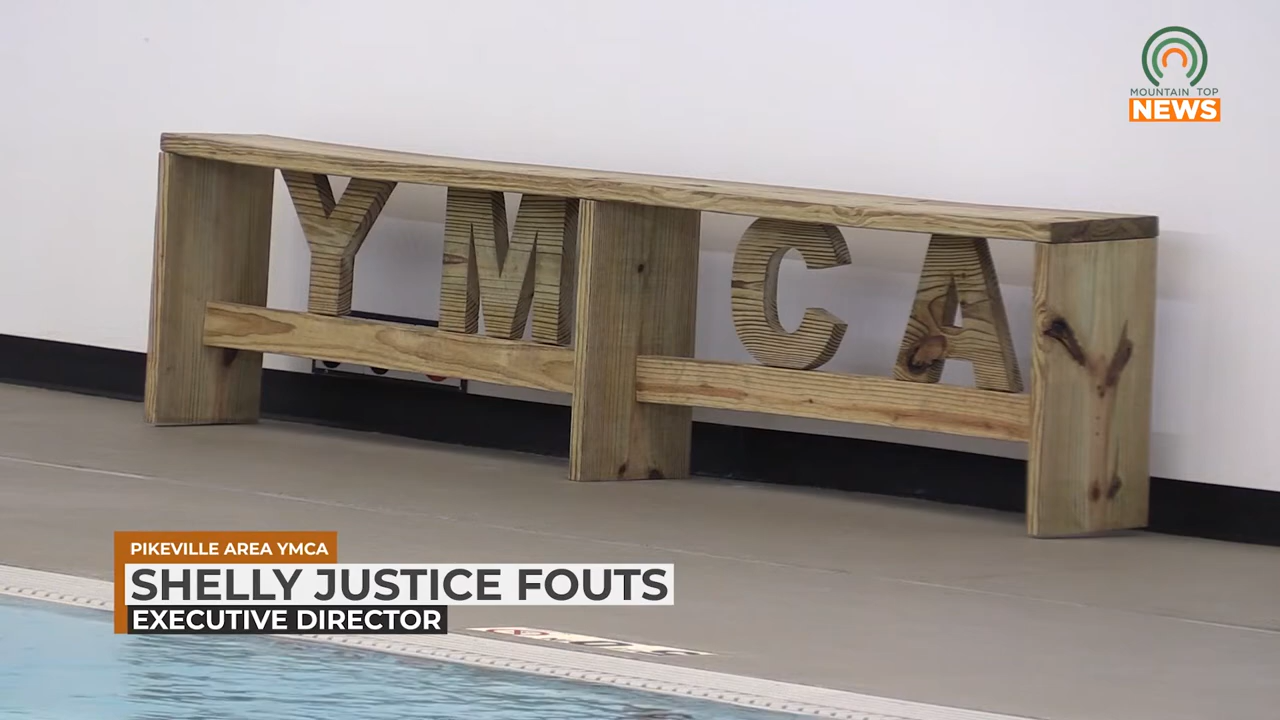 MOUNTAIN TOP
NEWS
YMCA
PIKEVILLE AREA YMCA
SHELLY JUSTICE FOUTS
EXECUTIVE DIRECTOR